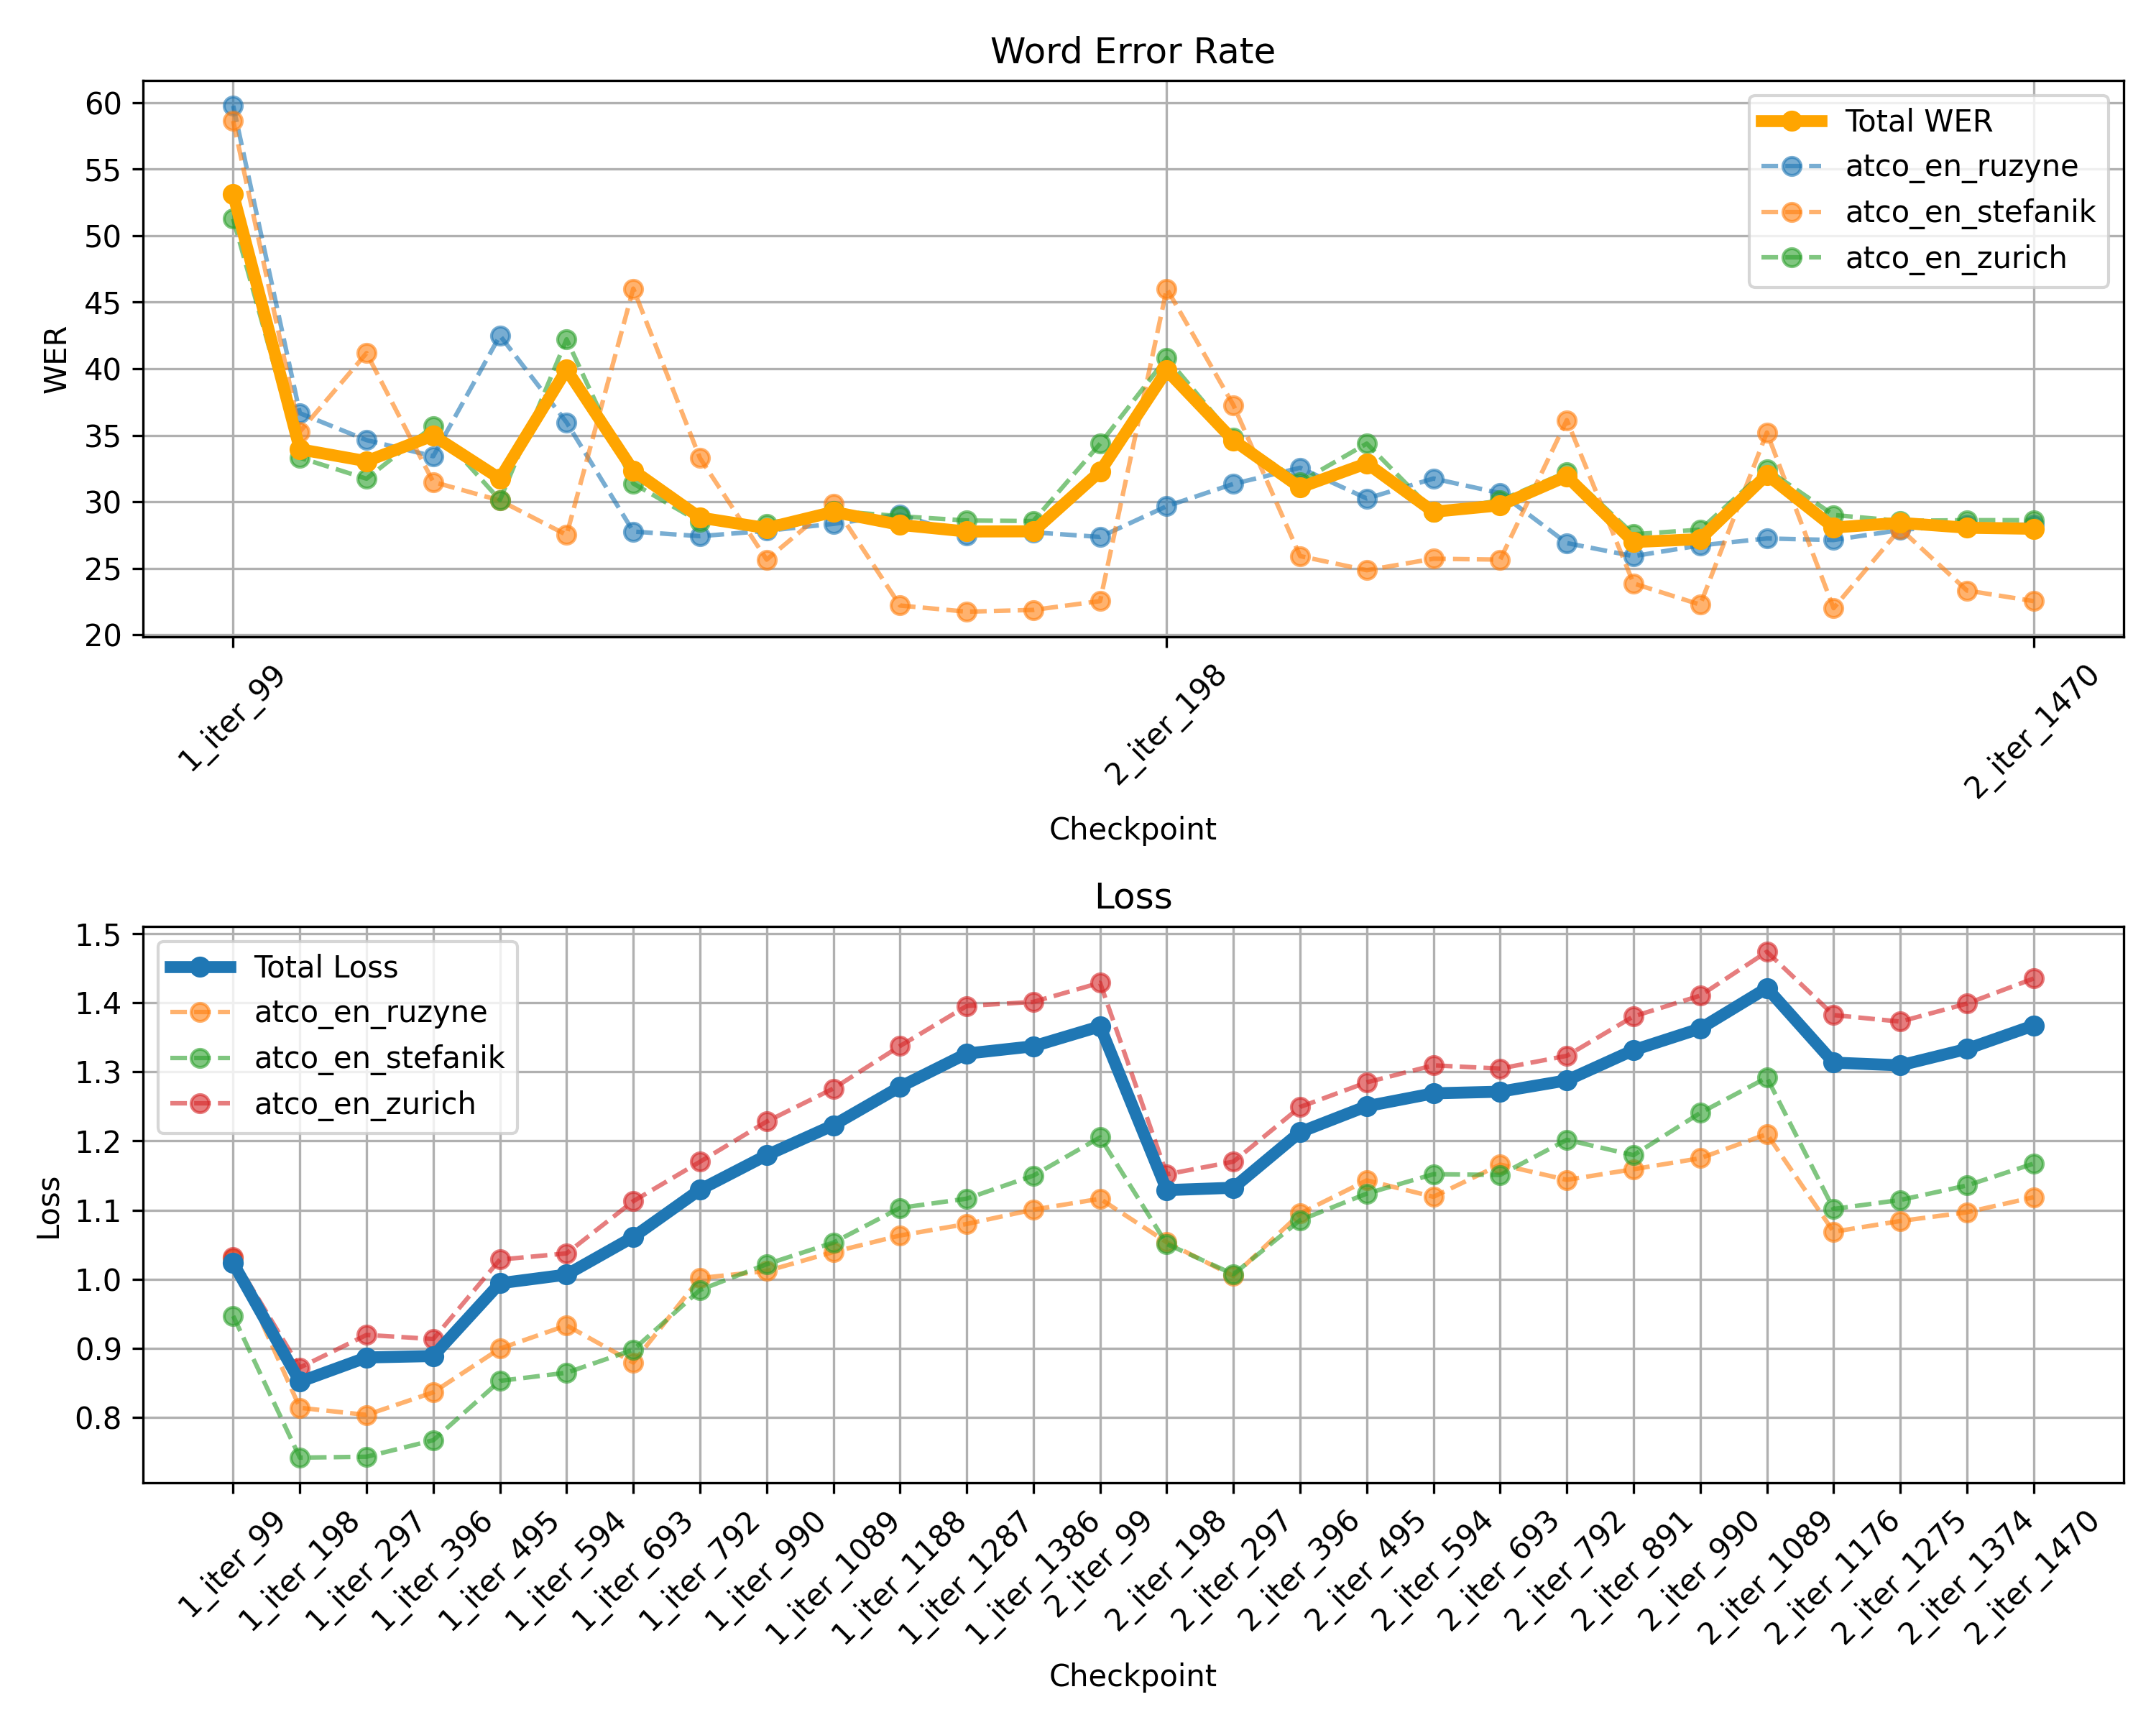 Word Error Rate
60
55
50
45
40
35
30
25
20
WER
Total WER
atco_en_ruzyne
atco_en_stefanik
atco_en_zurich
1_iter_99
2_iter_198
2_iter_1470
Checkpoint
Loss
1.5
1.4
1.3
1.2
1.1
1.0
0.9
0.8
Loss
Total Loss
atco_en_ruzyne
atco_en_stefanik
atco_en_zurich
1_iter_99
1_iter_198
1_iter_297
1_iter_396
1_iter_495
1_iter_594
1_iter_693
1_iter_792
1_iter_990
1_iter_1089
1_iter_1188
1_iter_1287
1_iter_1386
2_iter_99
2_iter_198
2_iter_297
2_iter_396
2_iter_495
2_iter_594
2_iter_693
2_iter_792
2_iter_891
2_iter_990
2_iter_1089
2_iter_1176
2_iter_1275
2_iter_1374
2_iter_1470
Checkpoint